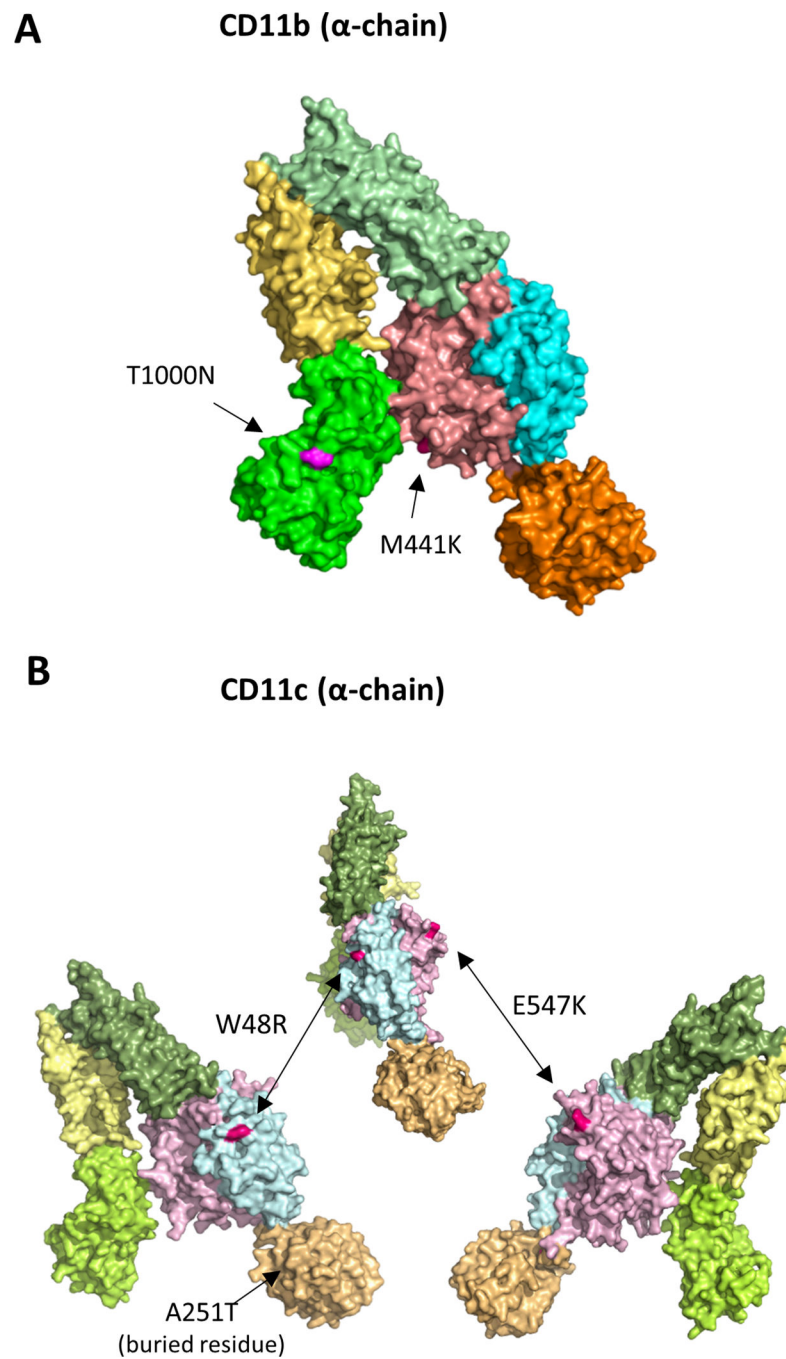 A
CD11b (α-chain)
T1000N
M441K
B
CD11c (α-chain)
W48R
E547K
A251T
(buried residue)